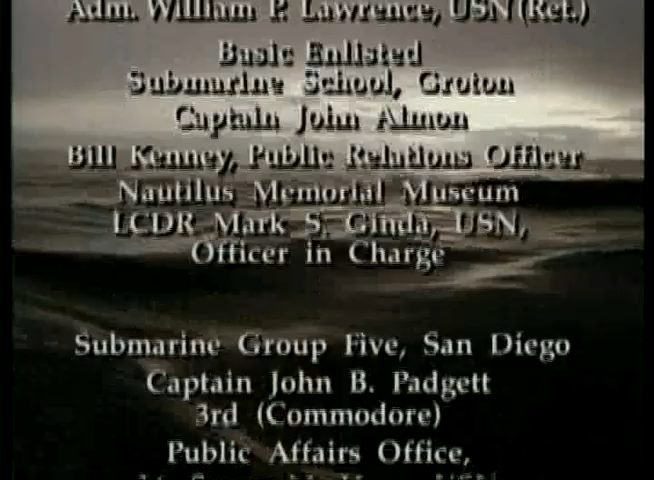 Adm. William P. Lawrence, USN (Ret.)
Basic Enlisted
Submarine School, Groton
Captain John Almon
Bill Kenney, Public Relations Officer
Nautilus Memorial Museum
LCDR Mark S. Ginda, USN,
Officer in Charge
Submarine Group Five, San Diego
Captain John B. Padgett
3rd (Commodore)
Public Affairs Office,